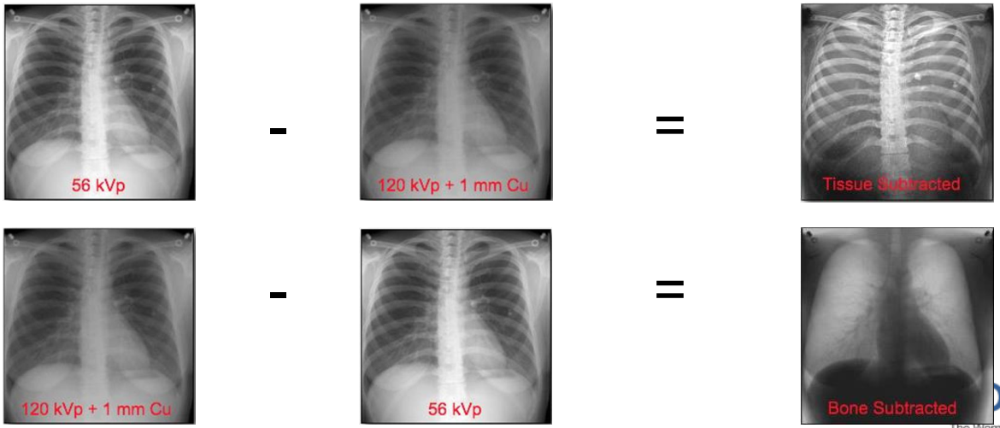 56 kVp
-
120 kVp + 1 mm Cu
=
Tissue Subtracted
120 kVp + 1 mm Cu
-
56 kVp
=
Bone Subtracted